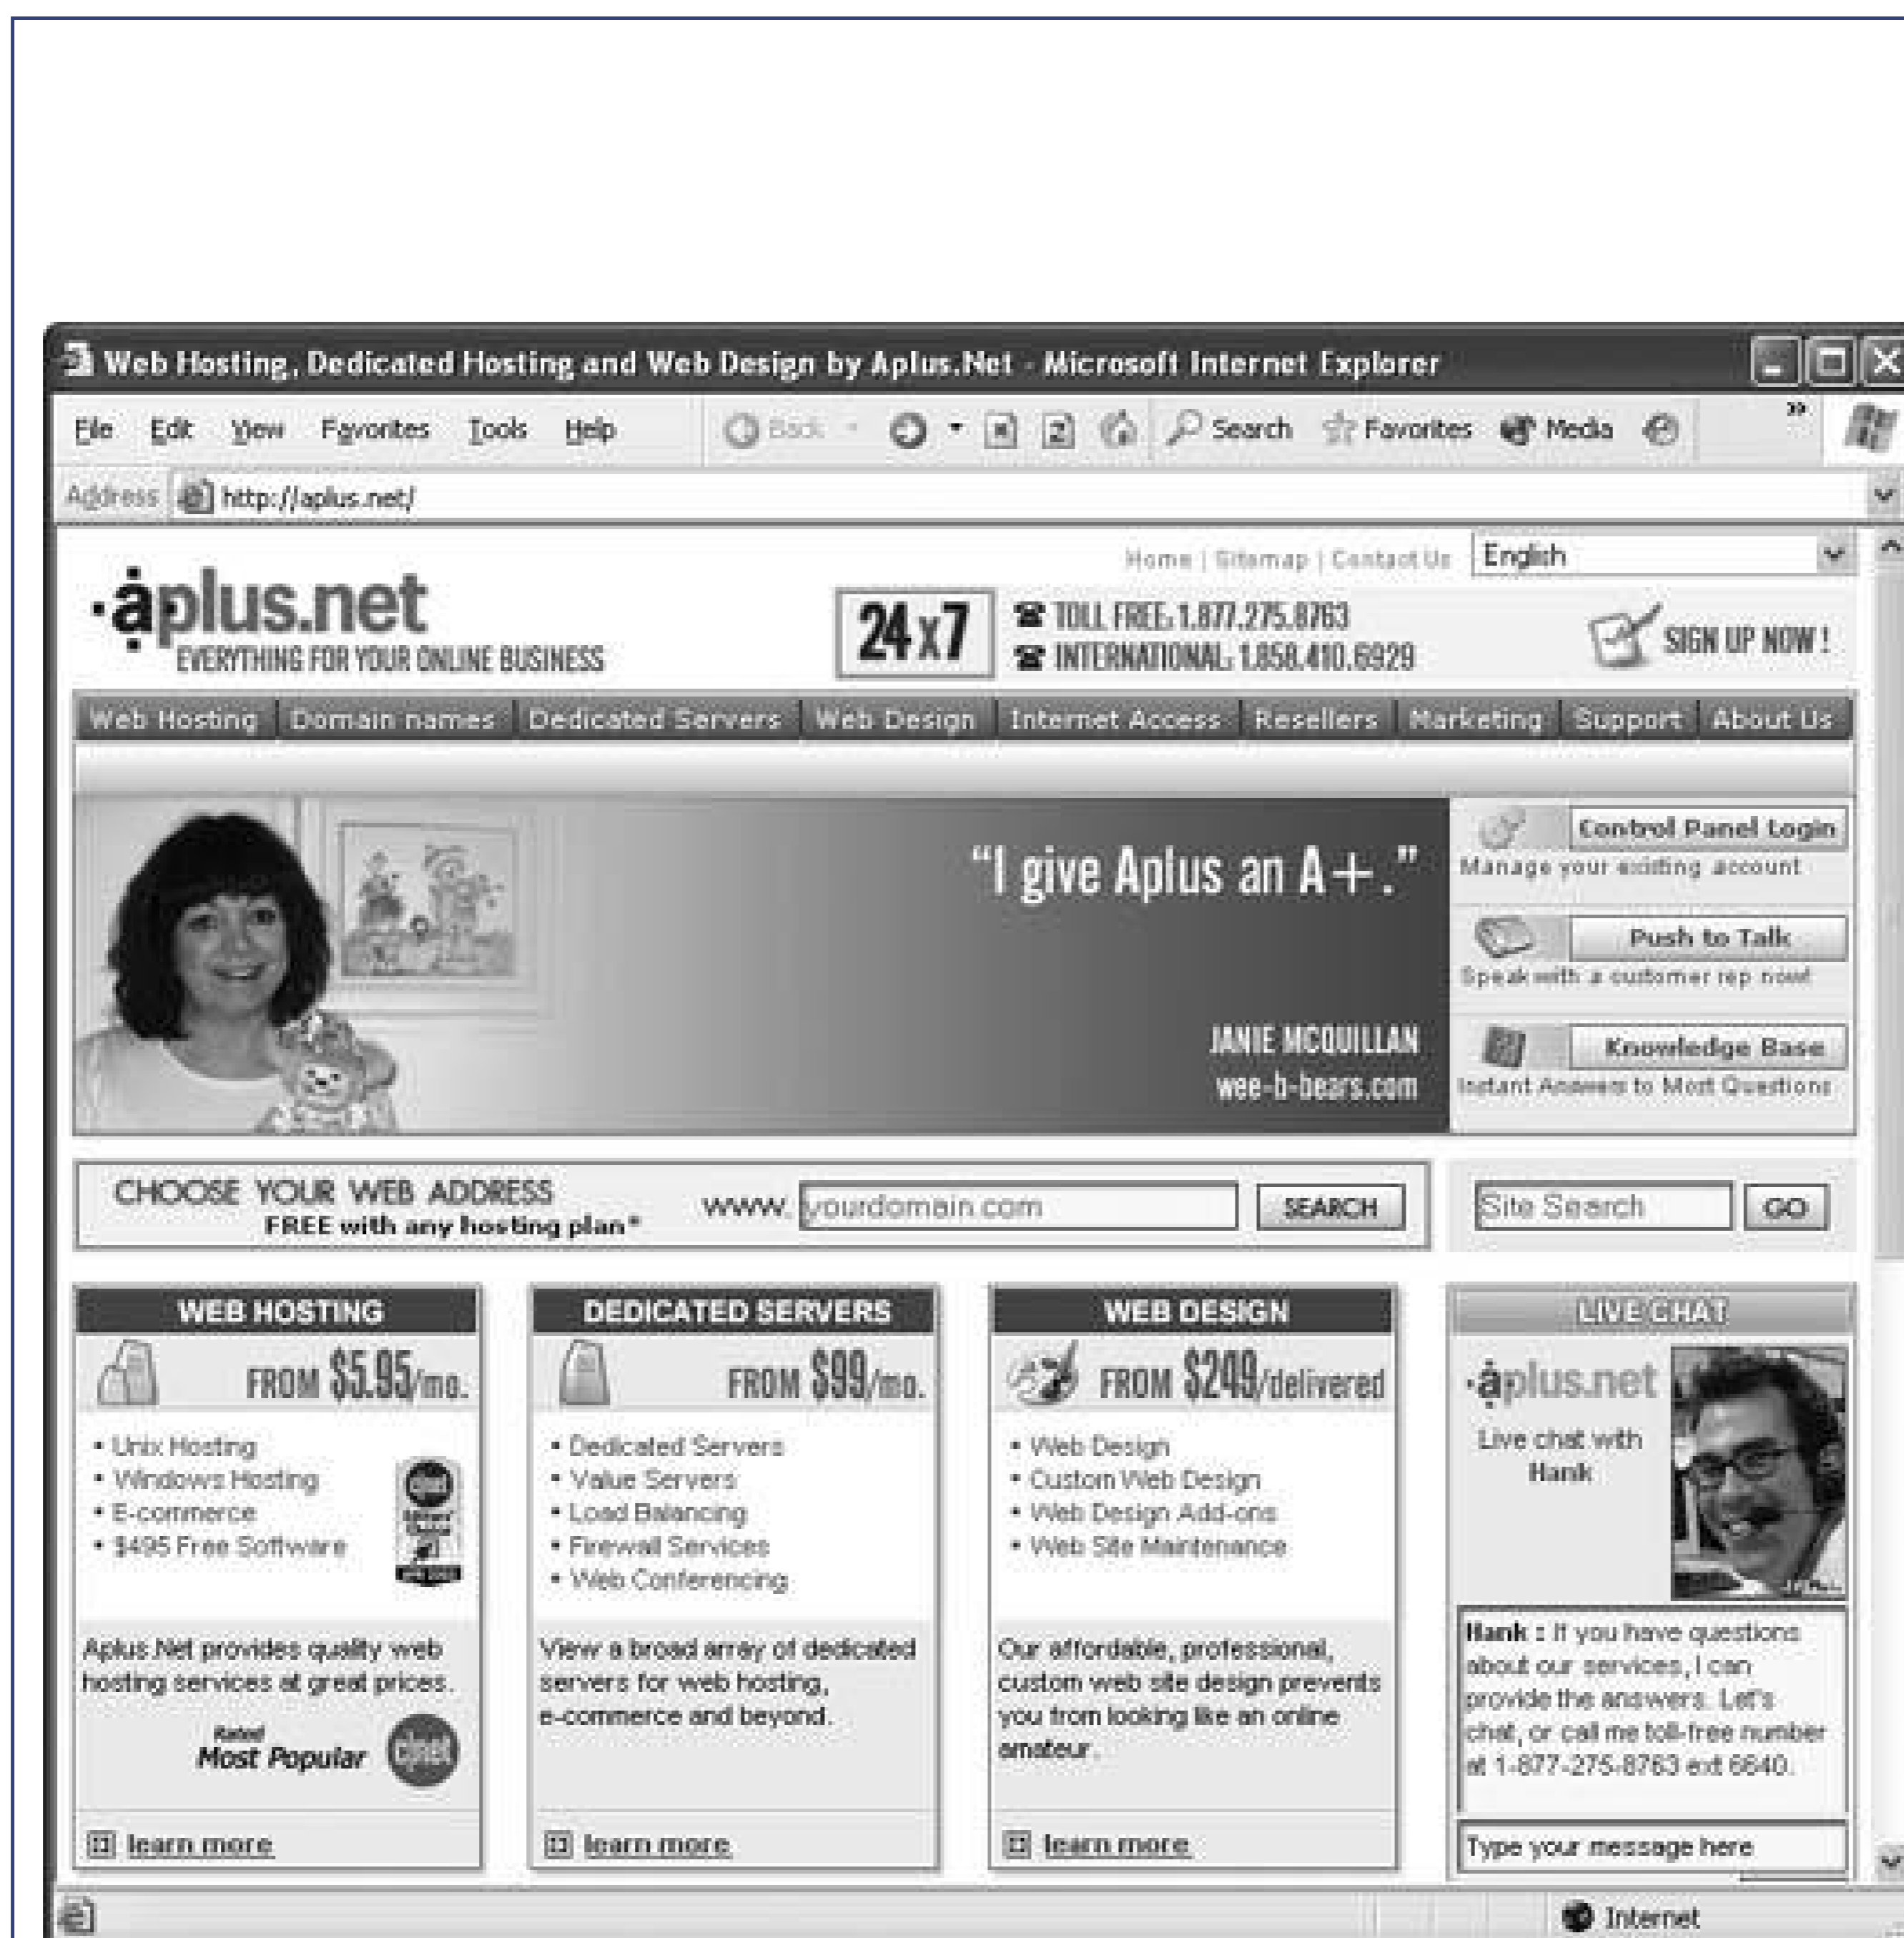 Web Hosting, Dedicated Hosting and Web Design by Aplus.Net - Microsoft Internet Explorer
File Edit View Favorites Tools Help Back Search Favorites Media
Address http://aplus.net/
Home | Sitemap | Contact Us English
aplus.net
EVERYTHING FOR YOUR ONLINE BUSINESS
24x7
TOLL FREE: 1.877.275.8763
INTERNATIONAL: 1.858.410.6929
SIGN UP NOW !
Web Hosting Domain names Dedicated Servers Web Design Internet Access Resellers Marketing Support About Us
“I give Aplus an A+.”
JANIE MCQUILLAN
wee-b-bears.com
Control Panel Login
Manage your existing account
Push to Talk
Speak with a customer rep now!
Knowledge Base
Instant Answers to Most Questions
CHOOSE YOUR WEB ADDRESS
FREE with any hosting plan*
www. yourdomain.com SEARCH
Site Search GO
WEB HOSTING
FROM $5.95/mo.
• Unix Hosting
• Windows Hosting
• E-commerce
• $495 Free Software
Aplus.Net provides quality web
hosting services at great prices.
Rated
Most Popular
cnet
learn more
DEDICATED SERVERS
FROM $99/mo.
• Dedicated Servers
• Value Servers
• Load Balancing
• Firewall Services
• Web Conferencing
View a broad array of dedicated
servers for web hosting,
e-commerce and beyond.
learn more
WEB DESIGN
FROM $249/delivered
• Web Design
• Custom Web Design
• Web Design Add-ons
• Web Site Maintenance
Our affordable, professional,
custom web site design prevents
you from looking like an online
amateur.
learn more
LIVE CHAT
aplus.net
Live chat with
Hank
Hank : If you have questions
about our services, I can
provide the answers. Let's
chat, or call me toll-free number
at 1-877-275-8763 ext 6640.
Type your message here
Internet